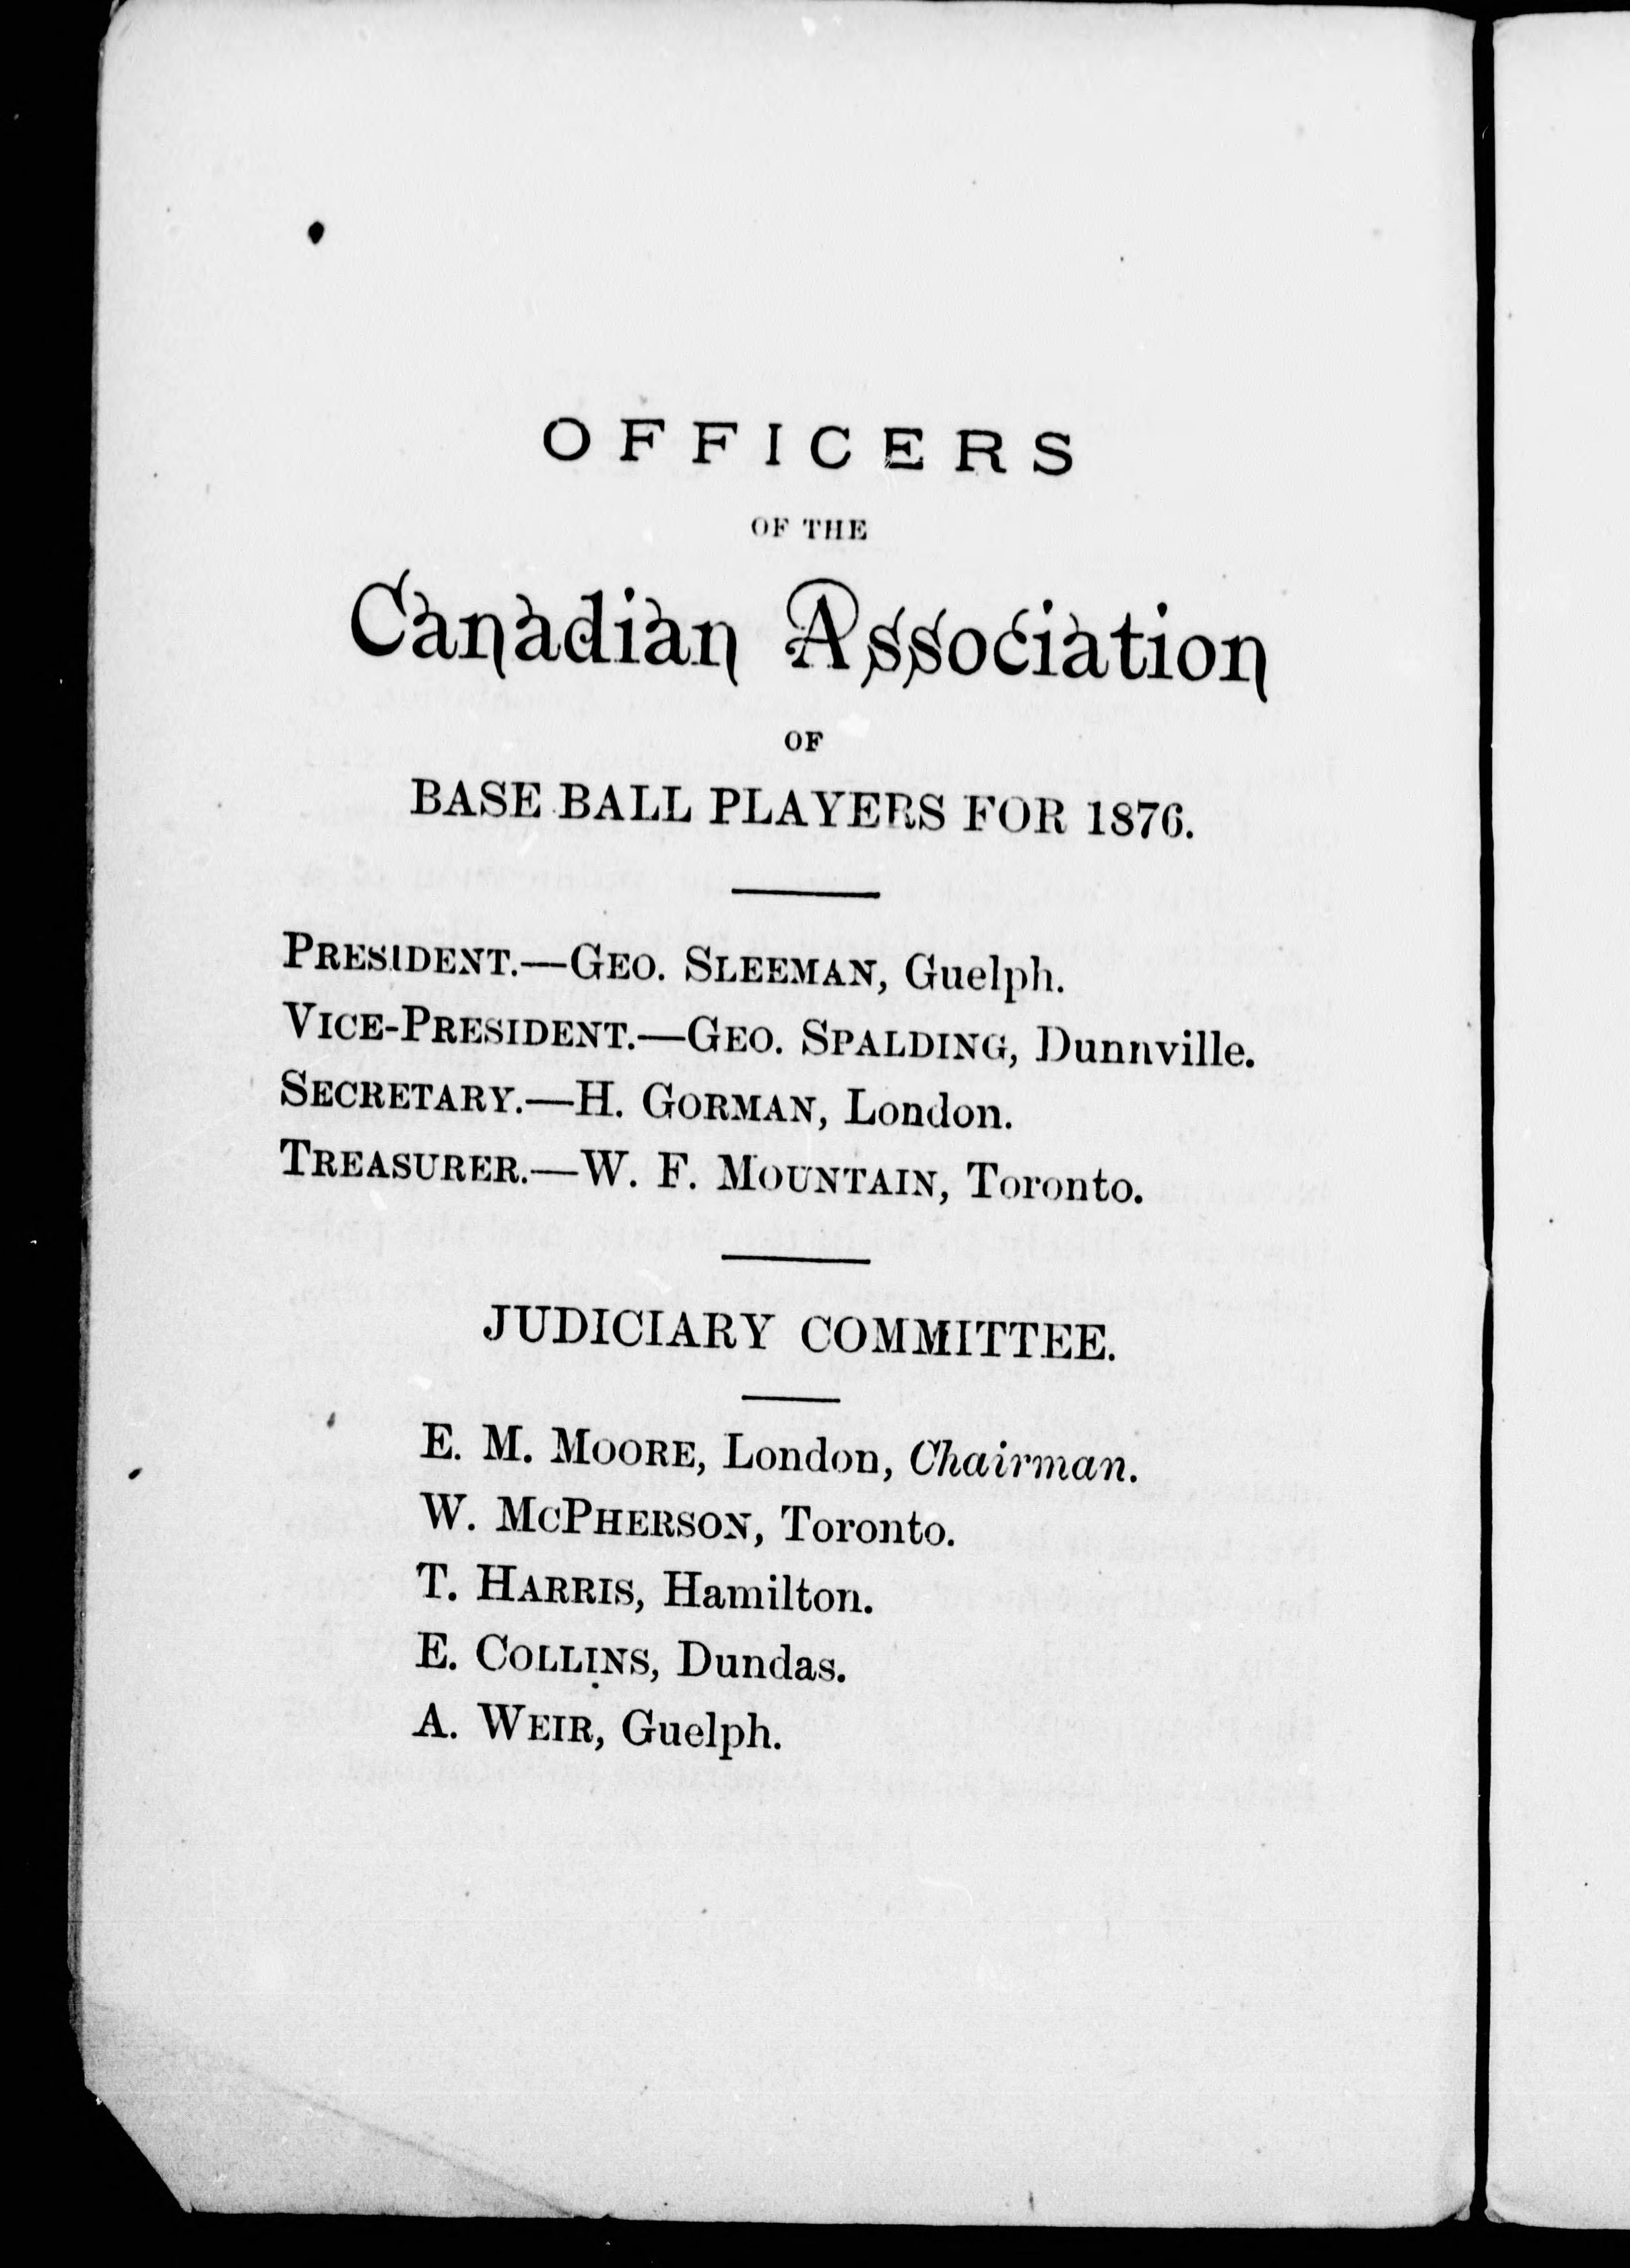 OFFICERS
OF THE
Canadian Association
OF
BASE BALL PLAYERS FOR 1876.
PRESIDENT.—GEO. SLEEMAN, Guelph.
VICE-PRESIDENT.—GEO. SPALDING, Dunnville.
SECRETARY.—H. GORMAN, London.
TREASURER.—W. F. MOUNTAIN, Toronto.
JUDICIARY COMMITTEE.
E. M. MOORE, London, Chairman.
W. MCPHERSON, Toronto.
T. HARRIS, Hamilton.
E. COLLINS, Dundas.
A. WEIR, Guelph.